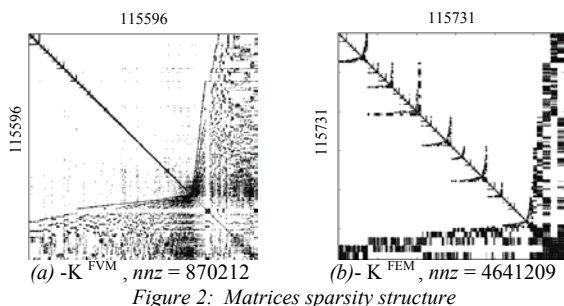 115596
115731
115596
115731
(a) -K FVM , nnz = 870212
(b)- K FEM , nnz = 4641209
Figure 2: Matrices sparsity structure